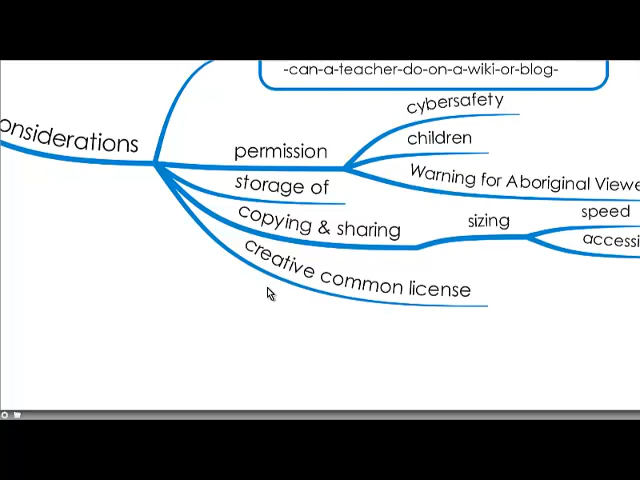 -can-a-teacher-do-on-a-wiki-or-blog-
cybersafety
onsiderations
permission
children
Warning for Aboriginal Viewe
storage of
copying & sharing
sizing
speed
accessi
creative common license